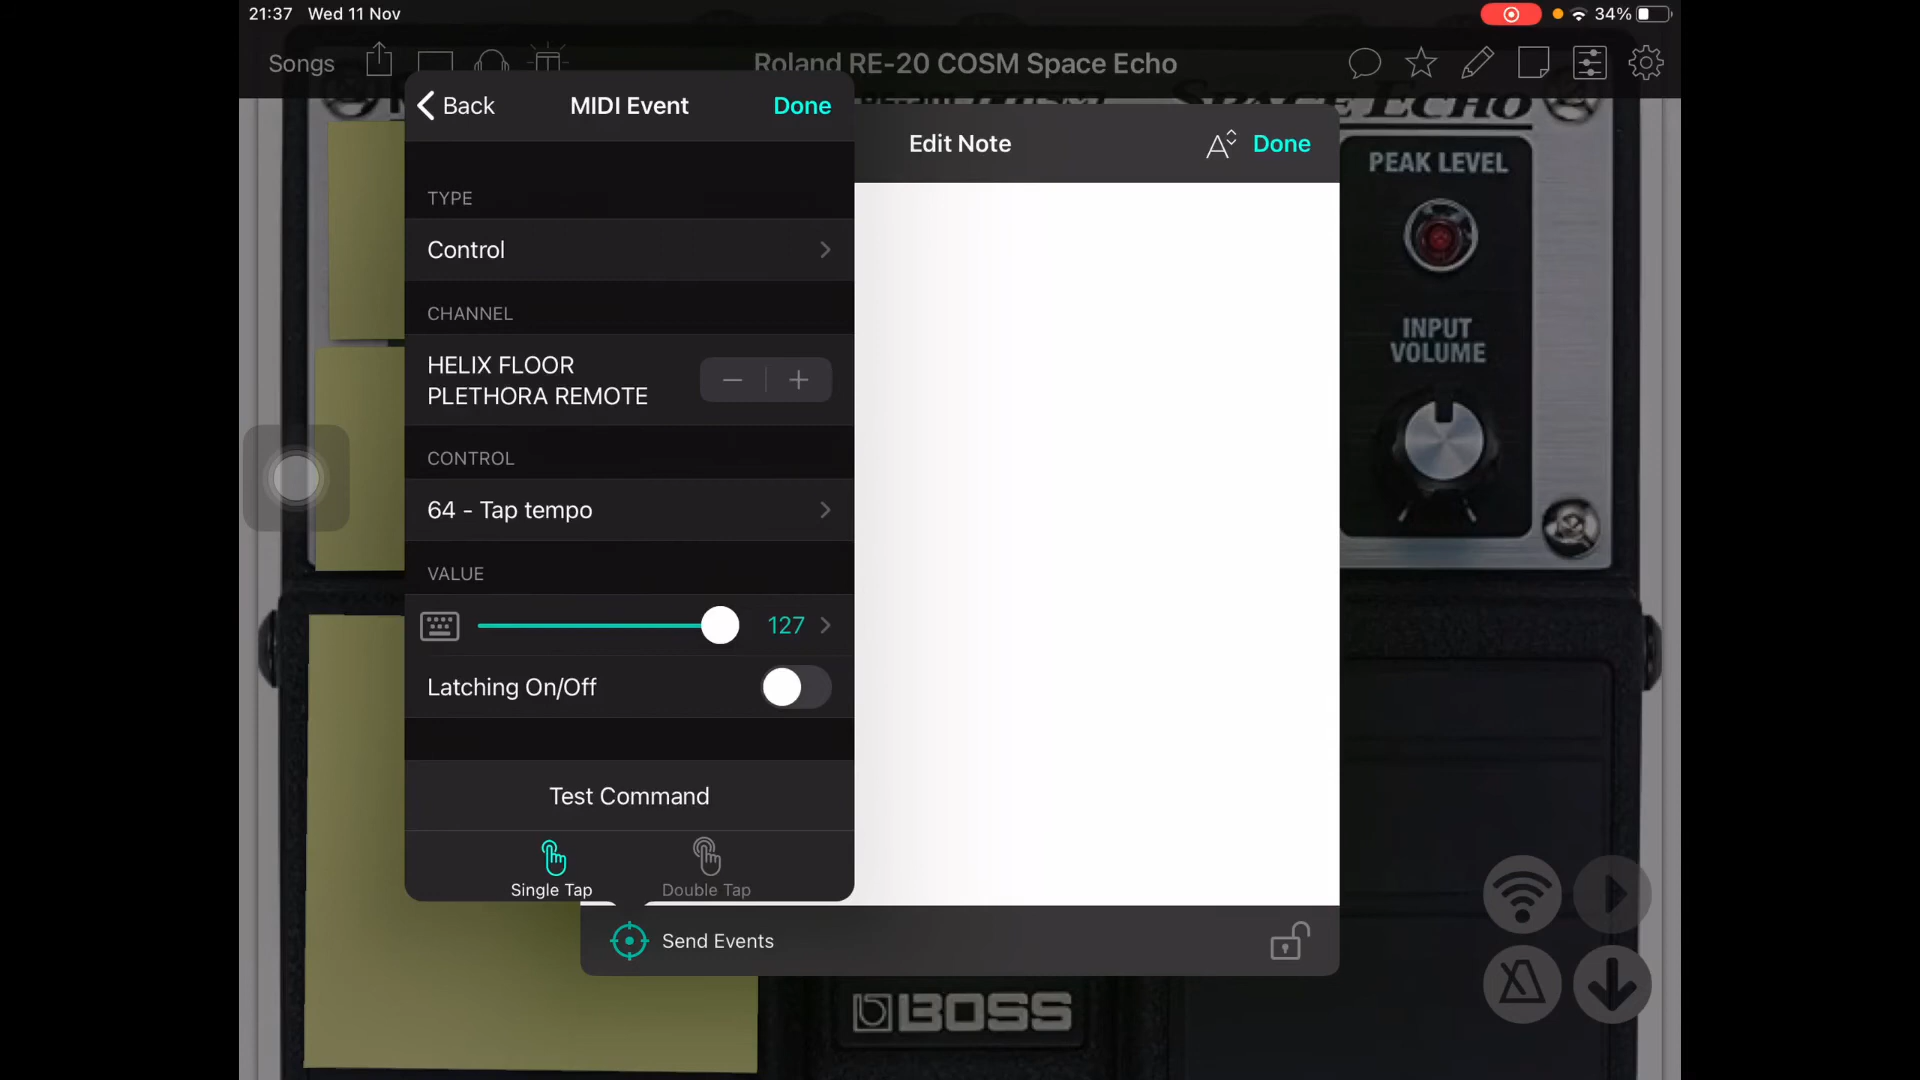 21:37 Wed 11 Nov
34%
Songs
Roland RE-20 COSM Space Echo
SPACE ECHO
Back
MIDI Event
Done
Edit Note
Done
PEAK LEVEL
TYPE
Control
CHANNEL
HELIX FLOOR
PLETHORA REMOTE
INPUT
VOLUME
CONTROL
64 - Tap tempo
VALUE
127
Latching On/Off
Test Command
Single Tap
Double Tap
Send Events
BOSS